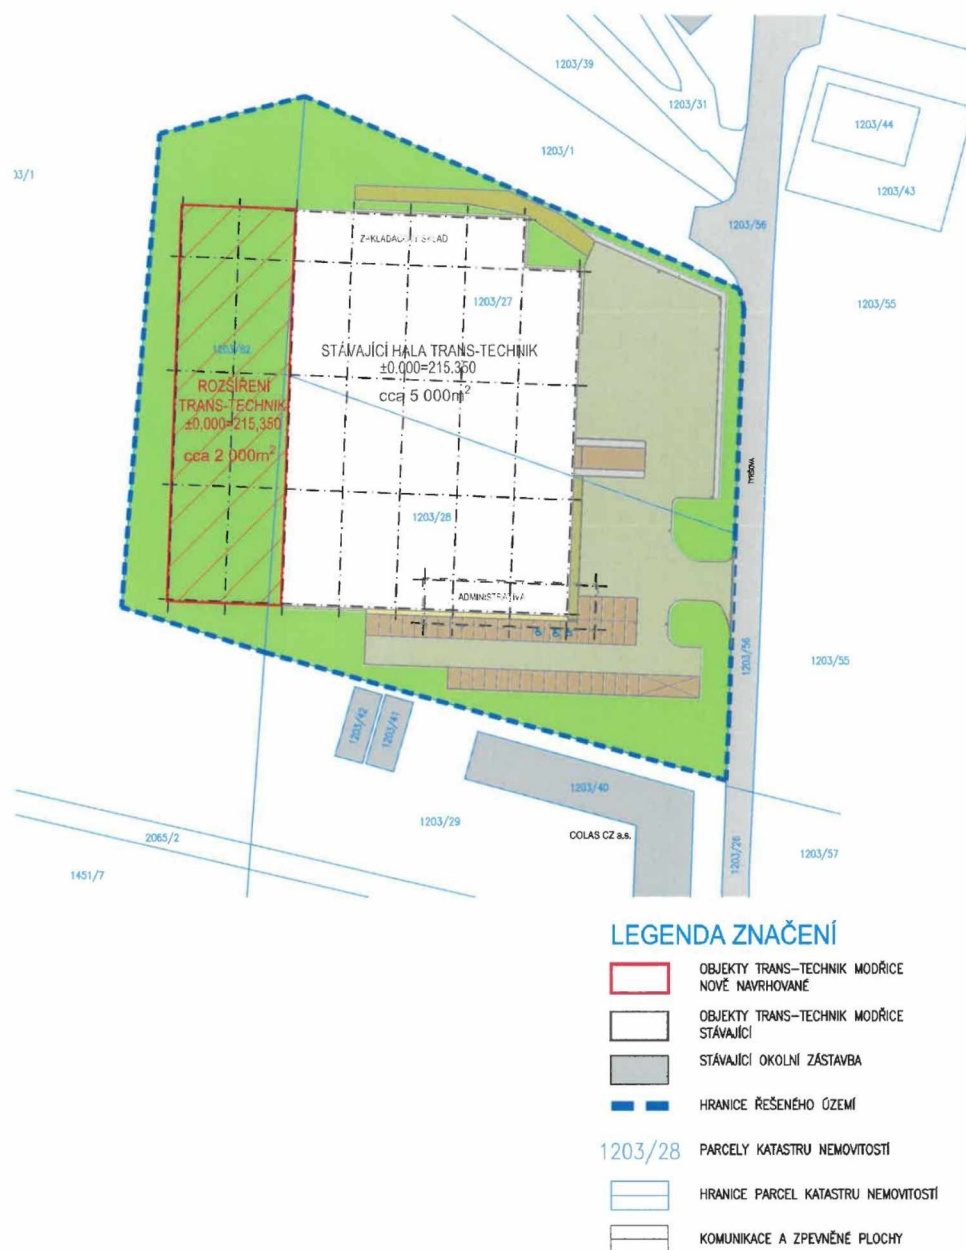 1203/39
1203/31
1203/44
1203/1
03/1
1203/43
1203/56
ZAKLADAČOVÝ SKLAD
1203/27
1203/55
STÁVAJÍCÍ HALA TRANS-TECHNIK
±0,000=215,350
cca 5 000m²
1203/62
ROZŠÍŘENÍ
TRANS-TECHNIK
±0,000=215,350
cca 2 000m²
TYRŠOVA
1203/28
ADMINISTRATIVA
1203/56
1203/55
1203/42
1203/41
1203/40
1203/29
COLAS CZ a.s.
2065/2
1451/7
1203/26
1203/57
LEGENDA ZNAČENÍ
OBJEKTY TRANS-TECHNIK MODŘICE
NOVĚ NAVRHOVANÉ
OBJEKTY TRANS-TECHNIK MODŘICE
STÁVAJÍCÍ
STÁVAJÍCÍ OKOLNÍ ZÁSTAVBA
HRANICE ŘEŠENÉHO ÚZEMÍ
1203/28 PARCELY KATASTRU NEMOVITOSTÍ
HRANICE PARCEL KATASTRU NEMOVITOSTÍ
KOMUNIKACE A ZPEVNĚNÉ PLOCHY